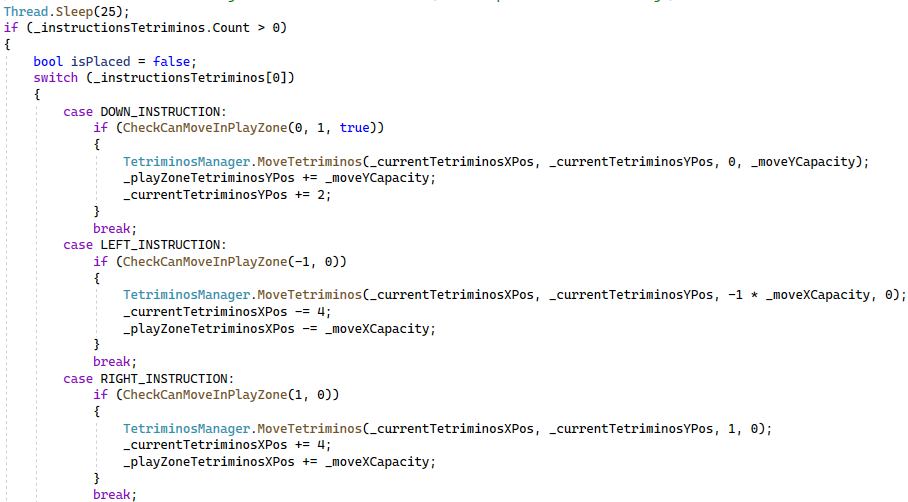 Thread.Sleep(25);
if (_instructionsTetriminos.Count > 0)
{
    bool isPlaced = false;
    switch (_instructionsTetriminos[0])
    {
        case DOWN_INSTRUCTION:
            if (CheckCanMoveInPlayZone(0, 1, true))
            {
                TetriminosManager.MoveTetriminos(_currentTetriminosXPos, _currentTetriminosYPos, 0, _moveYCapacity);
                _playZoneTetriminosYPos += _moveYCapacity;
                _currentTetriminosYPos += 2;
            }
            break;
        case LEFT_INSTRUCTION:
            if (CheckCanMoveInPlayZone(-1, 0))
            {
                TetriminosManager.MoveTetriminos(_currentTetriminosXPos, _currentTetriminosYPos, -1 * _moveXCapacity, 0);
                _currentTetriminosXPos -= 4;
                _playZoneTetriminosXPos -= _moveXCapacity;
            }
            break;
        case RIGHT_INSTRUCTION:
            if (CheckCanMoveInPlayZone(1, 0))
            {
                TetriminosManager.MoveTetriminos(_currentTetriminosXPos, _currentTetriminosYPos, 1, 0);
                _currentTetriminosXPos += 4;
                _playZoneTetriminosXPos += _moveXCapacity;
            }
            break;